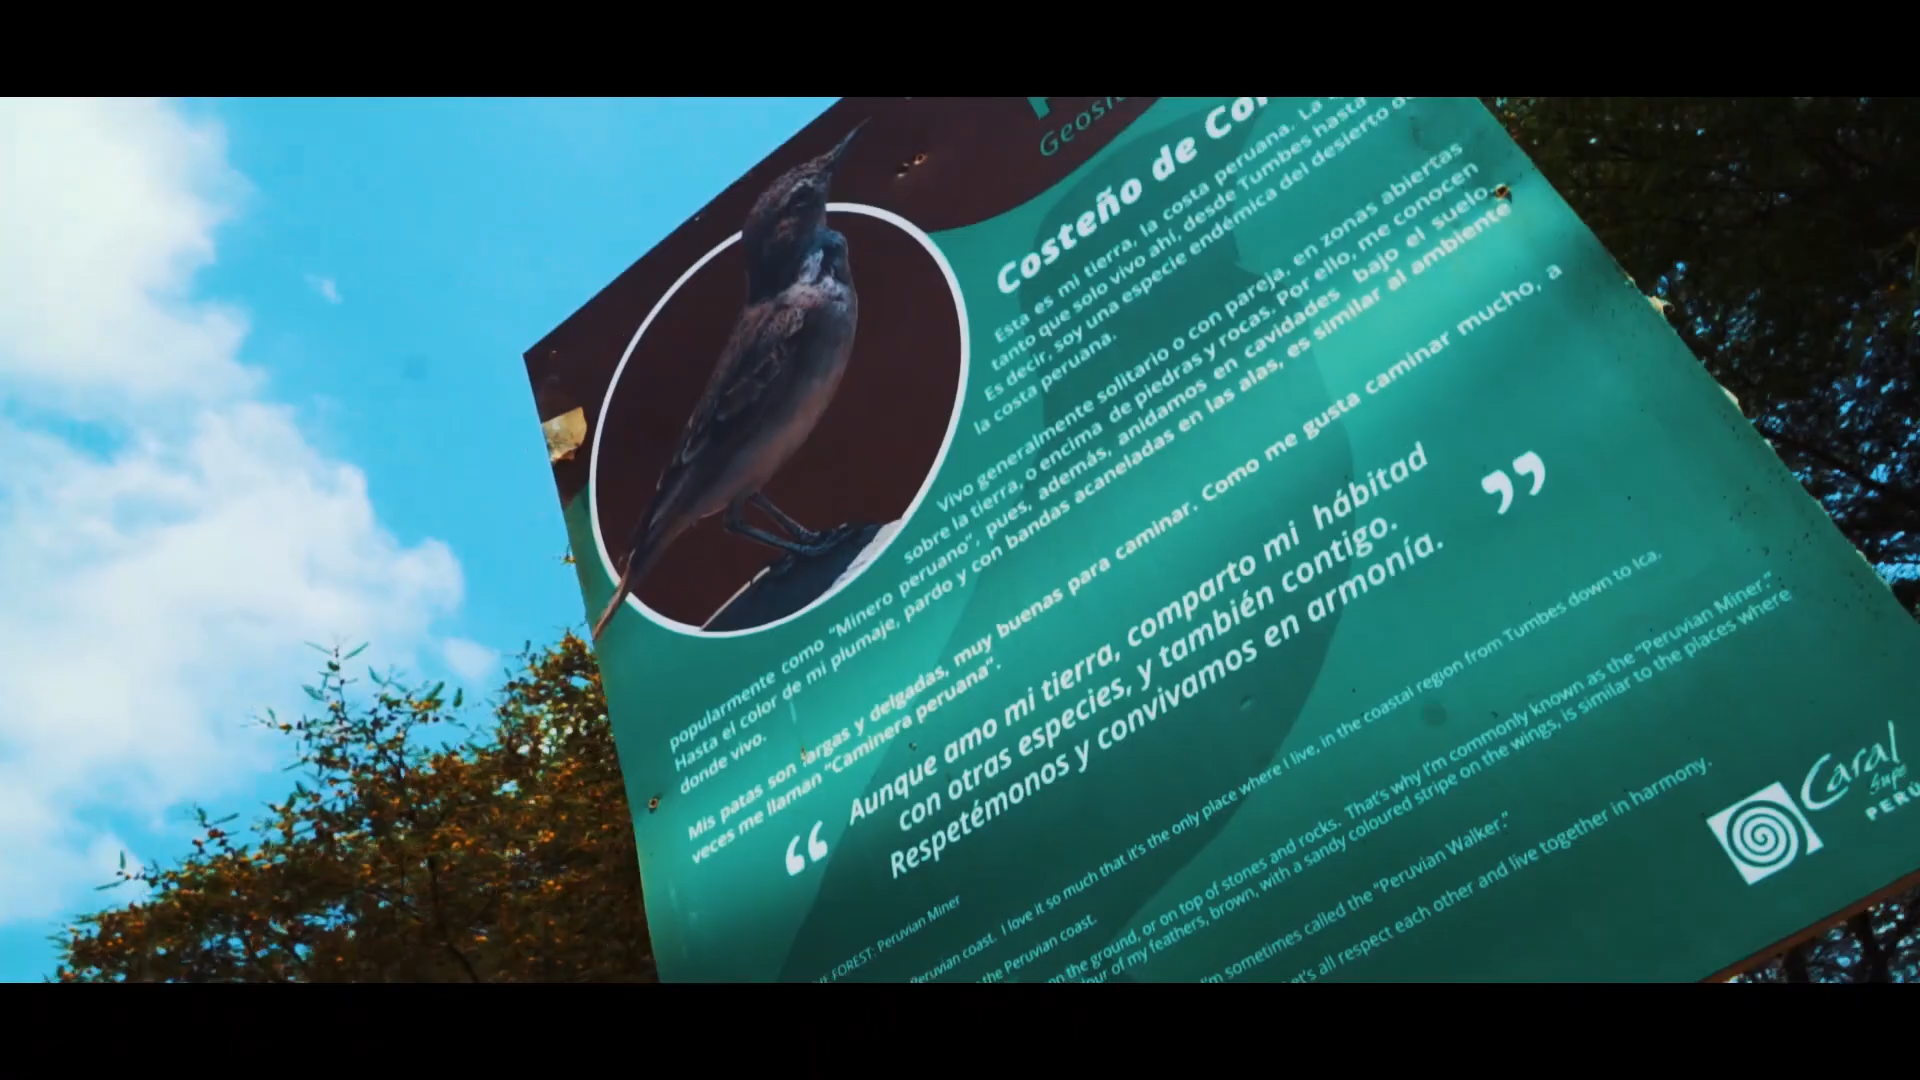 Geosi
Costeño de Co
Esta es mi tierra, la costa peruana. La
tanto que solo vivo ahí, desde Tumbes hasta
Es decir, soy una especie endémica del desierto d
la costa peruana.
Vivo generalmente solitario o con pareja, en zonas abiertas
sobre la tierra, o encima de piedras y rocas. Por ello, me conocen
popularmente como "Minero peruano", pues, además, anidamos en cavidades bajo el suelo.
Hasta el color de mi plumaje, pardo y con bandas acaneladas en las alas, es similar al ambiente
donde vivo.
Mis patas son largas y delgadas, muy buenas para caminar. Como me gusta caminar mucho, a
veces me llaman "Caminera peruana".
“ Aunque amo mi tierra, comparto mi hábitad
con otras especies, y también contigo.
Respetémonos y convivamos en armonía. ”
FOREST: Peruvian Miner
Peruvian coast. I love it so much that it's the only place where I live, in the coastal region from Tumbes down to Ica.
the Peruvian coast.
on the ground, or on top of stones and rocks. That's why I'm commonly known as the "Peruvian Miner."
of my feathers, brown, with a sandy coloured stripe on the wings, is similar to the places where
I'm sometimes called the "Peruvian Walker."
let's all respect each other and live together in harmony.
Caral
Supe
PERÚ